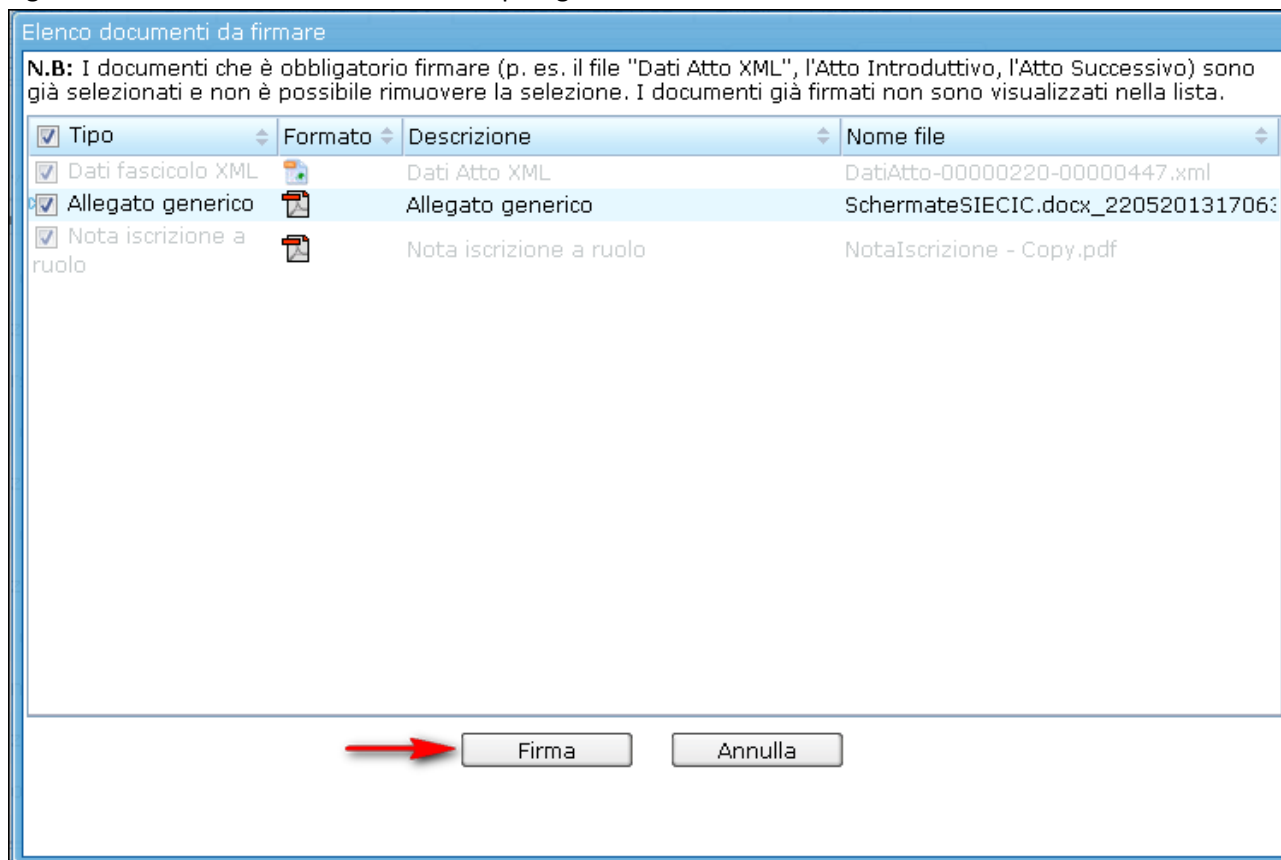 Elenco documenti da firmare
N.B: I documenti che è obbligatorio firmare (p. es. il file "Dati Atto XML", l'Atto Introduttivo, l'Atto Successivo) sono
già selezionati e non è possibile rimuovere la selezione. I documenti già firmati non sono visualizzati nella lista.
Tipo Formato Descrizione Nome file
Dati fascicolo XML Dati Atto XML DatiAtto-00000220-00000447.xml
Allegato generico Allegato generico SchermateSIECIC.docx_2205201317063
Nota iscrizione a
ruolo Nota iscrizione a ruolo NotaIscrizione - Copy.pdf
Firma Annulla